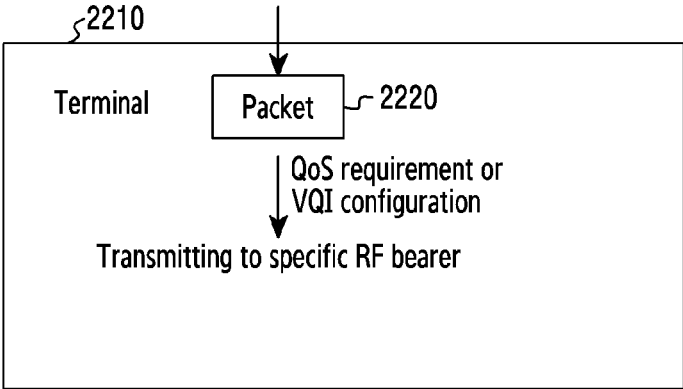 2210
Terminal
Packet
2220
QoS requirement or
VQI configuration
Transmitting to specific RF bearer